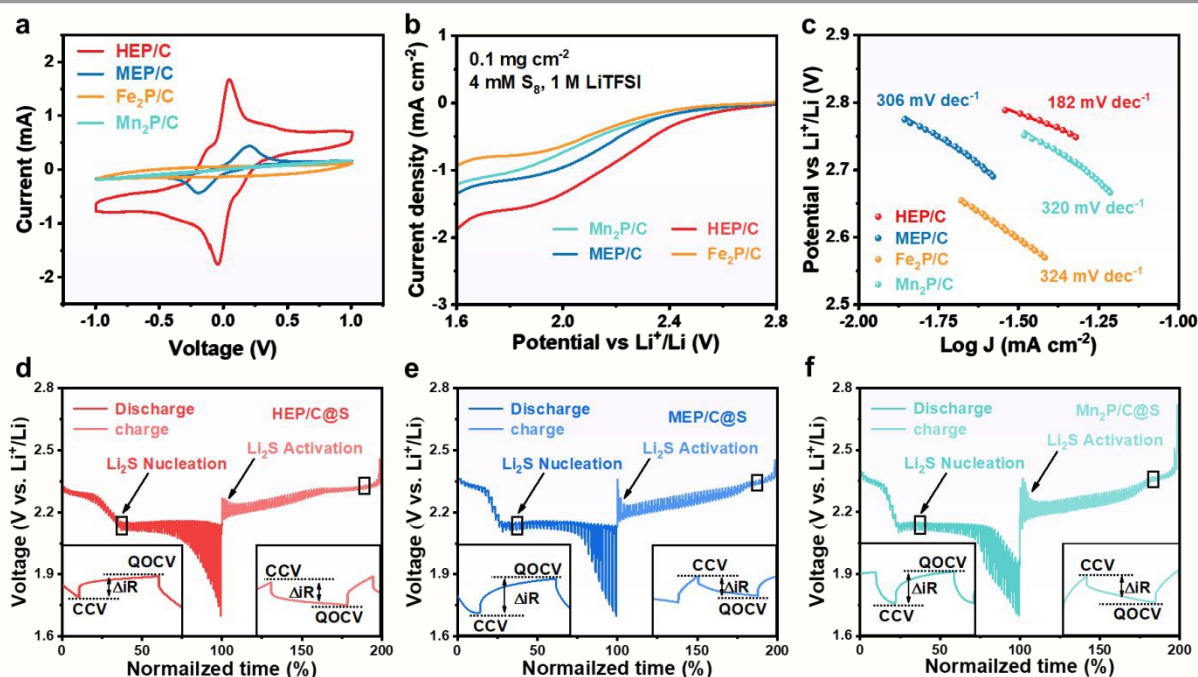 a
HEP/C
MEP/C
Fe₂P/C
Mn₂P/C
Current (mA)
2
1
0
-1
-2
-1.0 -0.5 0.0 0.5 1.0
Voltage (V)
b
0.1 mg cm⁻²
4 mM S₈, 1 M LiTFSI
Current density (mA cm⁻²)
1
0
-1
-2
-3
Mn₂P/C HEP/C
MEP/C Fe₂P/C
1.6 2.0 2.4 2.8
Potential vs Li⁺/Li (V)
c
Potential vs Li⁺/Li (V)
2.9
2.8
2.7
2.6
2.5
306 mV dec⁻¹
182 mV dec⁻¹
320 mV dec⁻¹
324 mV dec⁻¹
HEP/C
MEP/C
Fe₂P/C
Mn₂P/C
-2.00 -1.75 -1.50 -1.25 -1.00
Log J (mA cm⁻²)
d
Voltage (V vs. Li⁺/Li)
2.8
2.5
2.2
1.9
1.6
Discharge
charge
HEP/C@S
Li₂S Activation
Li₂S Nucleation
QOCV
ΔiR
CCV
CCV
ΔiR
QOCV
0 50 100 150 200
Normailzed time (%)
e
Voltage (V vs. Li⁺/Li)
2.8
2.5
2.2
1.9
1.6
Discharge
charge
MEP/C@S
Li₂S Activation
Li₂S Nucleation
QOCV
ΔiR
CCV
CCV
ΔiR
QOCV
0 50 100 150 200
Normailzed time (%)
f
Voltage (V vs. Li⁺/Li)
2.8
2.5
2.2
1.9
1.6
Discharge
charge
Mn₂P/C@S
Li₂S Activation
Li₂S Nucleation
QOCV
ΔiR
CCV
CCV
ΔiR
QOCV
0 50 100 150 200
Normailzed time (%)